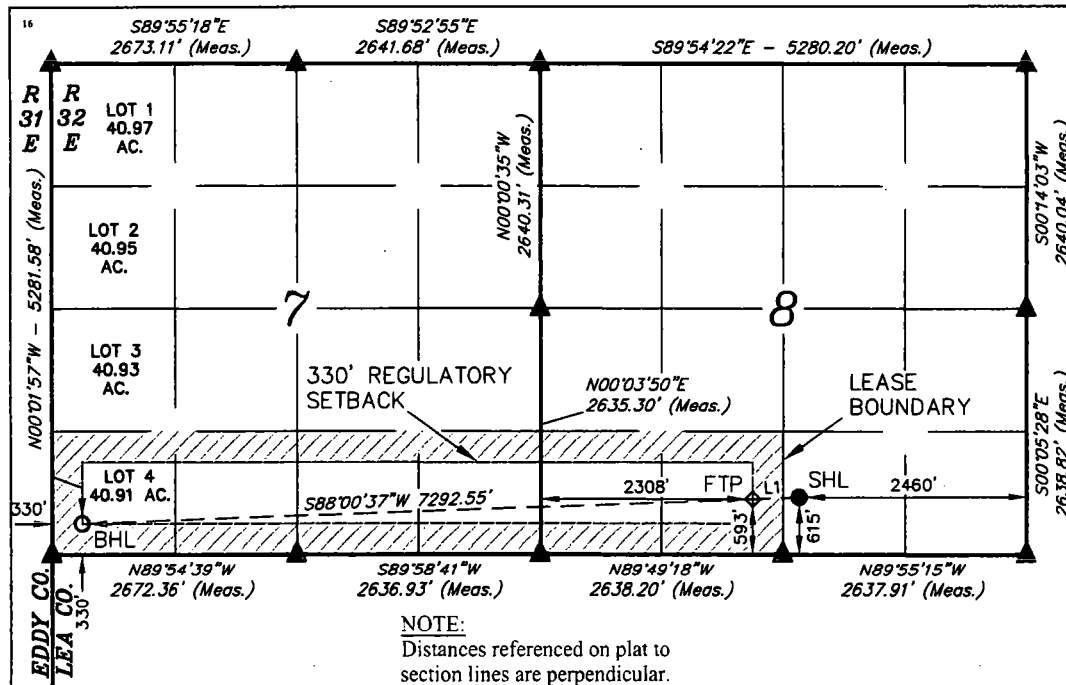 16
S89°55'18"E
2673.11' (Meas.)
S89°52'55"E
2641.68' (Meas.)
S89°54'22"E – 5280.20' (Meas.)
R
31
E
R
32
E
LOT 1
40.97
AC.
N00°01'57"W – 5281.58' (Meas.)
N00°00'35"W
2640.31' (Meas.)
S00°14'03"W
2640.04' (Meas.)
LOT 2
40.95
AC.
7
8
LOT 3
40.93
AC.
330' REGULATORY
SETBACK
N00°03'50"E
2635.30' (Meas.)
LEASE
BOUNDARY
S00°05'28"E
2638.82' (Meas.)
LOT 4
40.91 AC.
S88°00'37"W 7292.55'
2308'
FTP
L1
SHL
2460'
330'
BHL
593'
615'
N89°54'39"W
2672.36' (Meas.)
S89°58'41"W
2636.93' (Meas.)
N89°49'18"W
2638.20' (Meas.)
N89°55'15"W
2637.91' (Meas.)
EDDY CO.
LEA CO.
330'
NOTE:
Distances referenced on plat to
section lines are perpendicular.